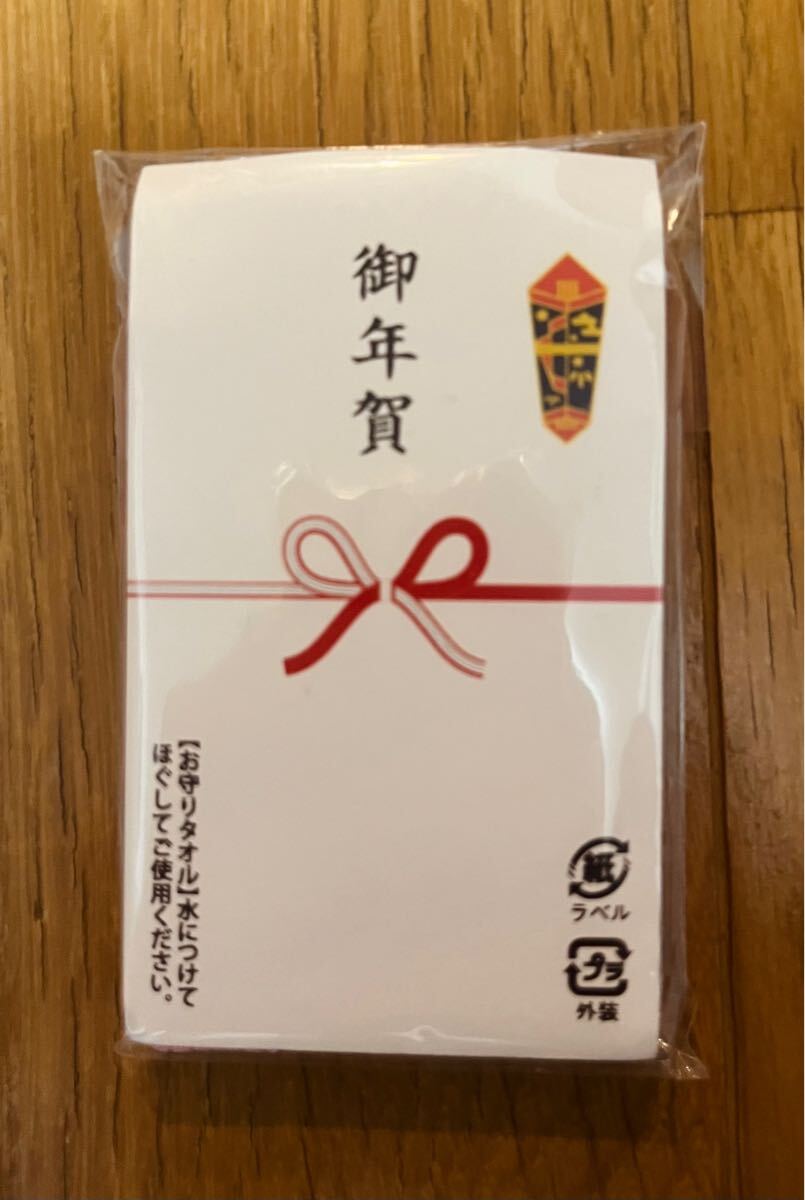 御年賀
【お守りタオル】水につけて
ほぐしてご使用ください。
紙
ラベル
プラ
外装